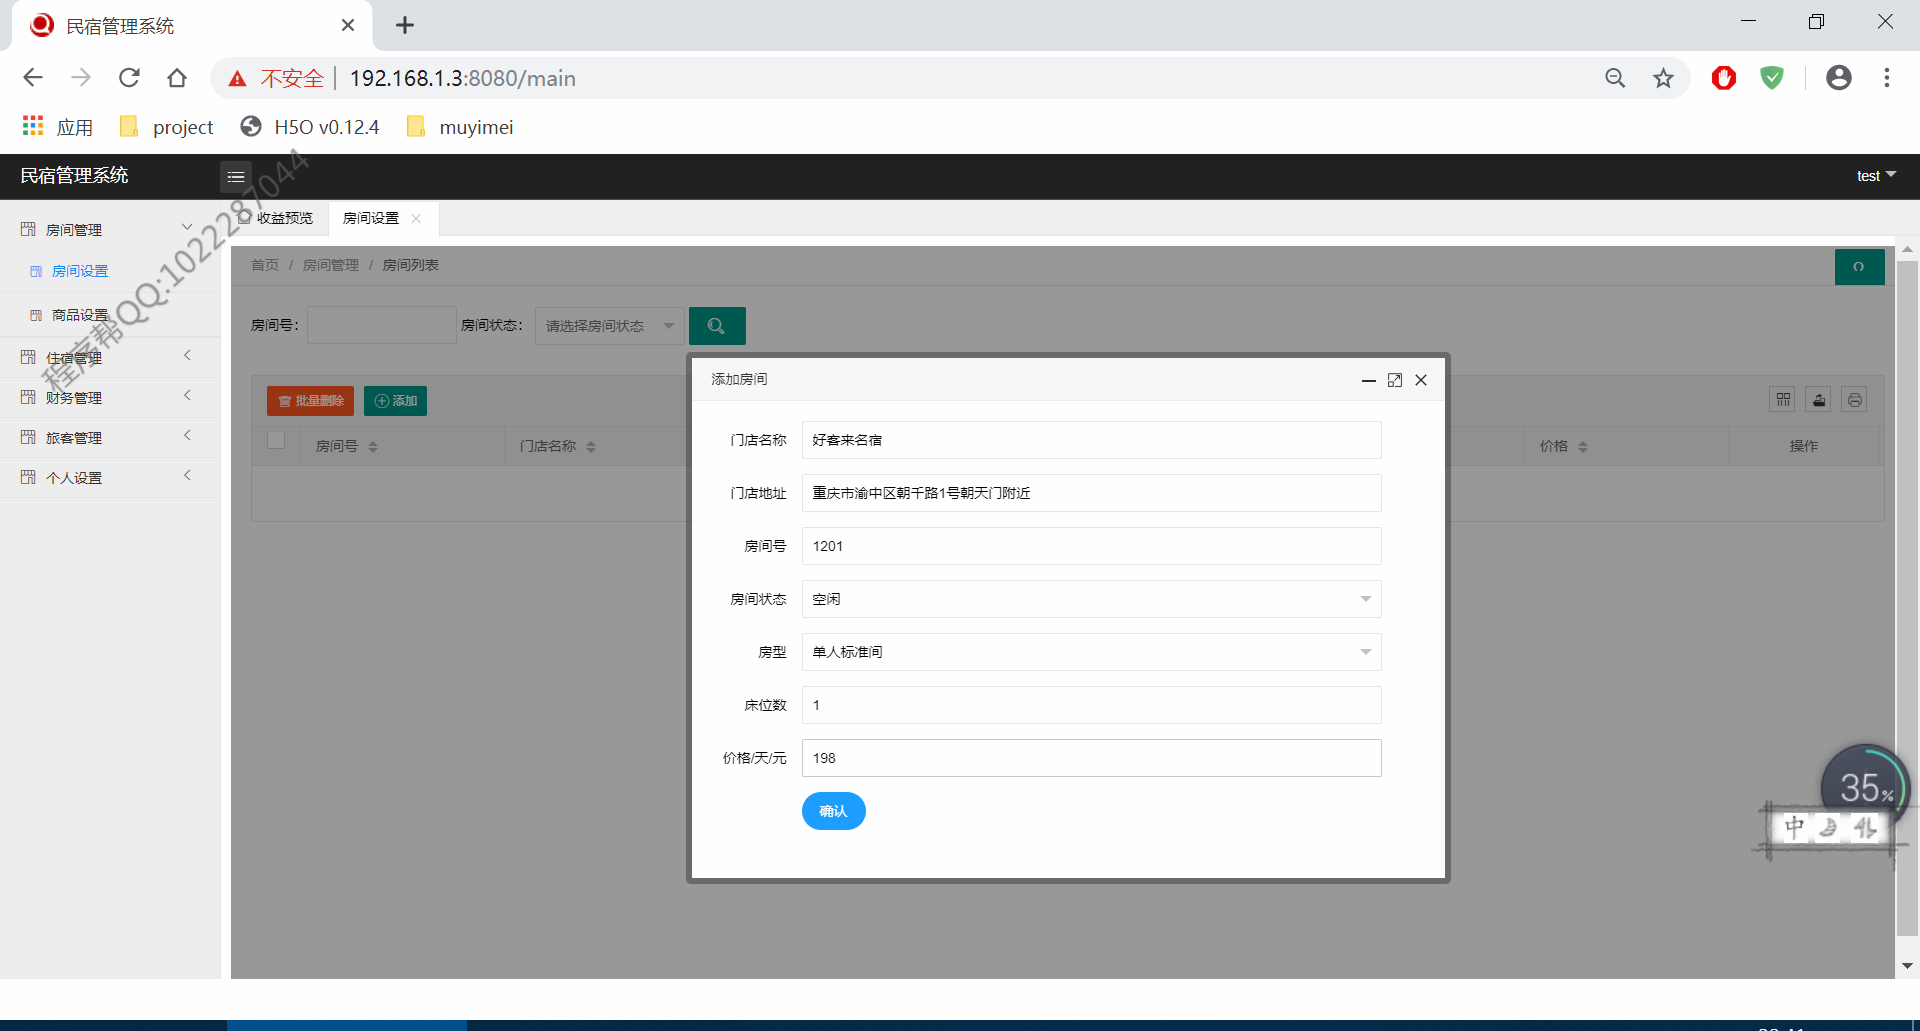 民宿管理系统
不安全 192.168.1.3:8080/main
应用 project H5O v0.12.4 muyimei
民宿管理系统 test
房间管理
房间设置
商品设置
住宿管理
财务管理
旅客管理
个人设置
程序帮QQ:1022287044
收益预览 房间设置
首页 / 房间管理 / 房间列表
房间号: 房间状态: 请选择房间状态
批量删除 添加
房间号 门店名称 价格 操作
添加房间
门店名称 好客来名宿
门店地址 重庆市渝中区朝千路1号朝天门附近
房间号 1201
房间状态 空闲
房型 单人标准间
床位数 1
价格/天/元 198
确认
35%
中